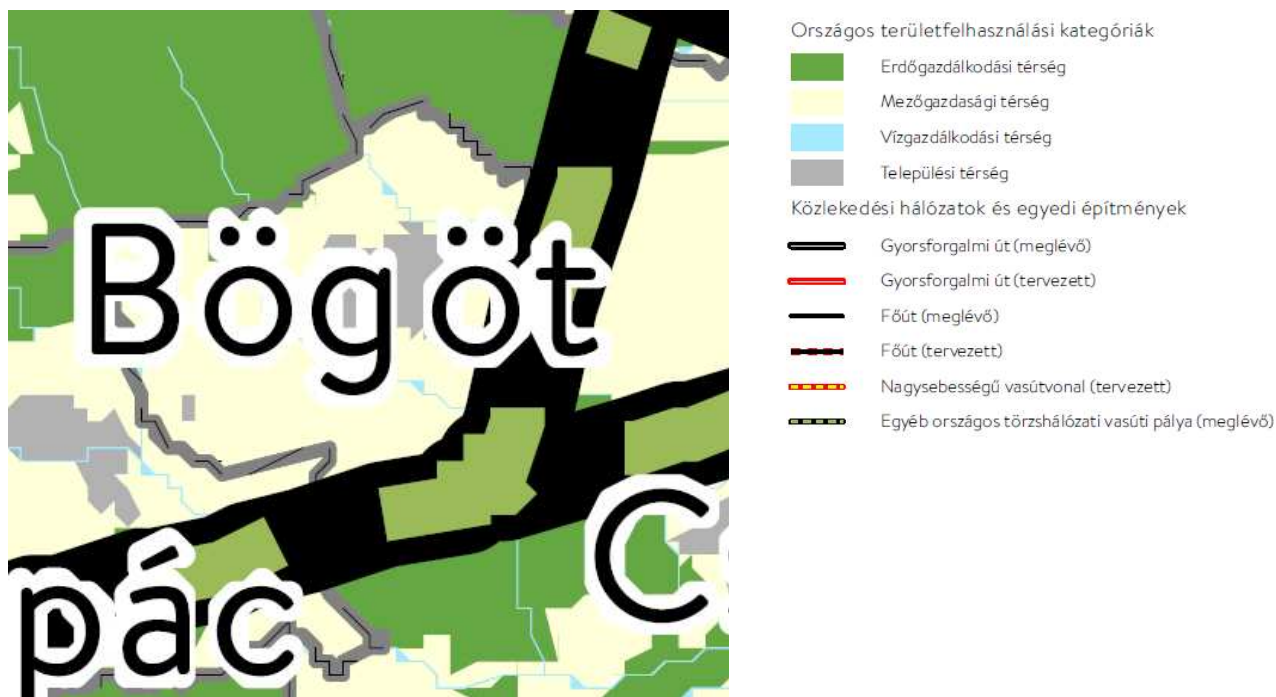 Bögöt
pác
C
Országos területfelhasználási kategóriák
Erdőgazdálkodási térség
Mezőgazdasági térség
Vízgazdálkodási térség
Települési térség
Közlekedési hálózatok és egyedi építmények
Gyorsforgalmi út (meglévő)
Gyorsforgalmi út (tervezett)
Főút (meglévő)
Főút (tervezett)
Nagysebességű vasútvonal (tervezett)
Egyéb országos törzshálózati vasúti pálya (meglévő)